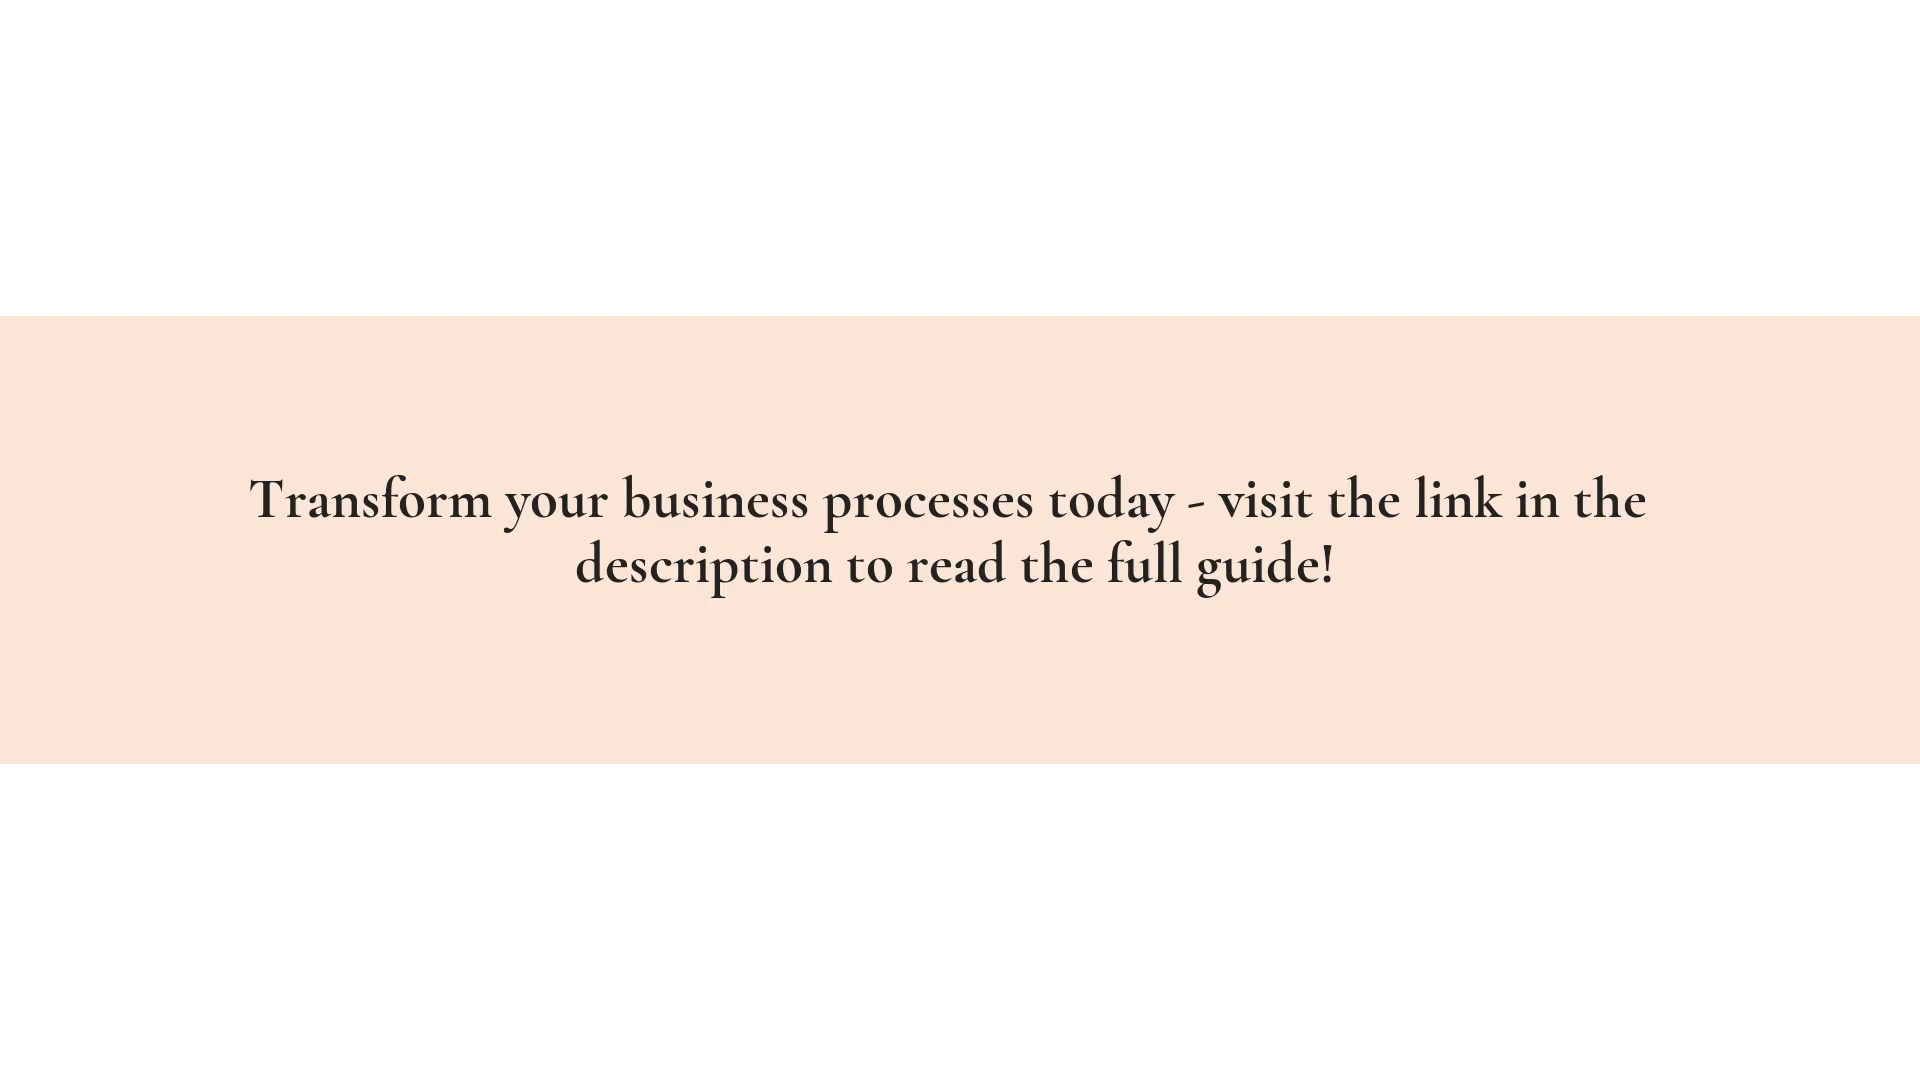 Transform your business processes today - visit the link in the
description to read the full guide!